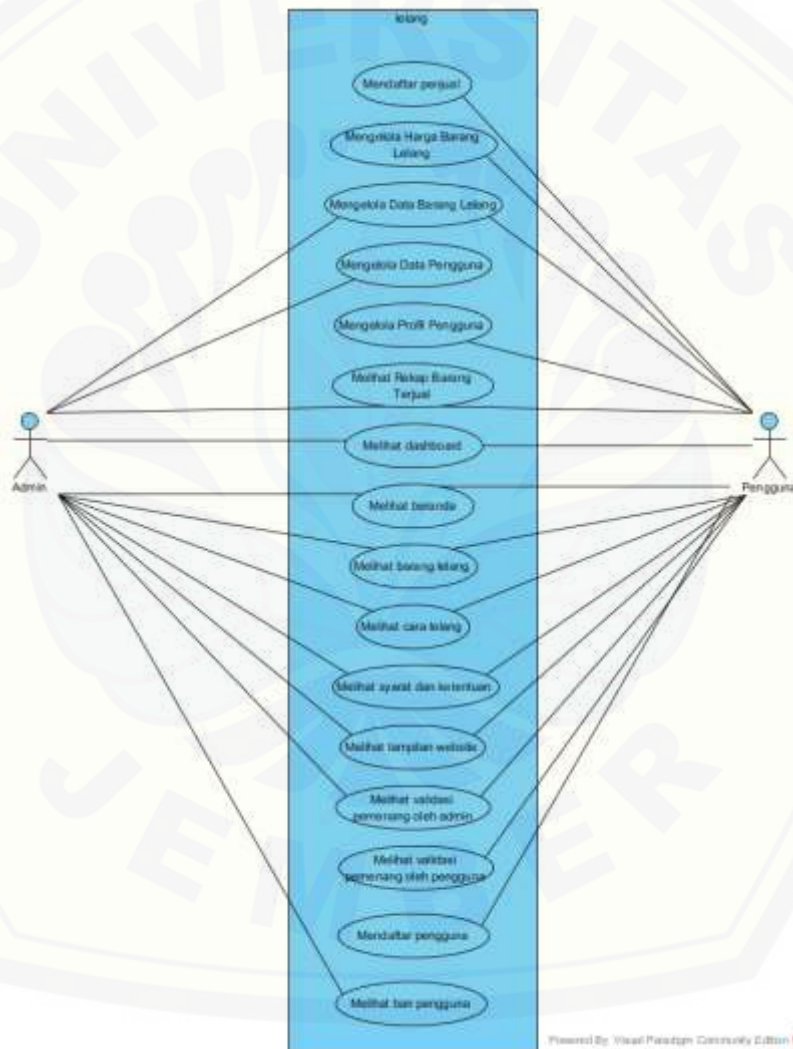 UNIVERSITAS
lelang
Mendaftar penjual
Mengelola Harga Barang
Lelang
Mengelola Data Barang Lelang
Mengelola Data Pengguna
Mengelola Profil Pengguna
Melihat Rekap Barang
Terjual
Melihat dashboard
Admin
Pengguna
Melihat beranda
Melihat barang lelang
Melihat cara lelang
Melihat syarat dan ketentuan
Melihat tampilan website
Melihat validasi
pemenang oleh admin
Melihat validasi
pemenang oleh pengguna
Mendaftar pengguna
Melihat ban pengguna
JEMBER
Powered By Visual Paradigm Community Edition